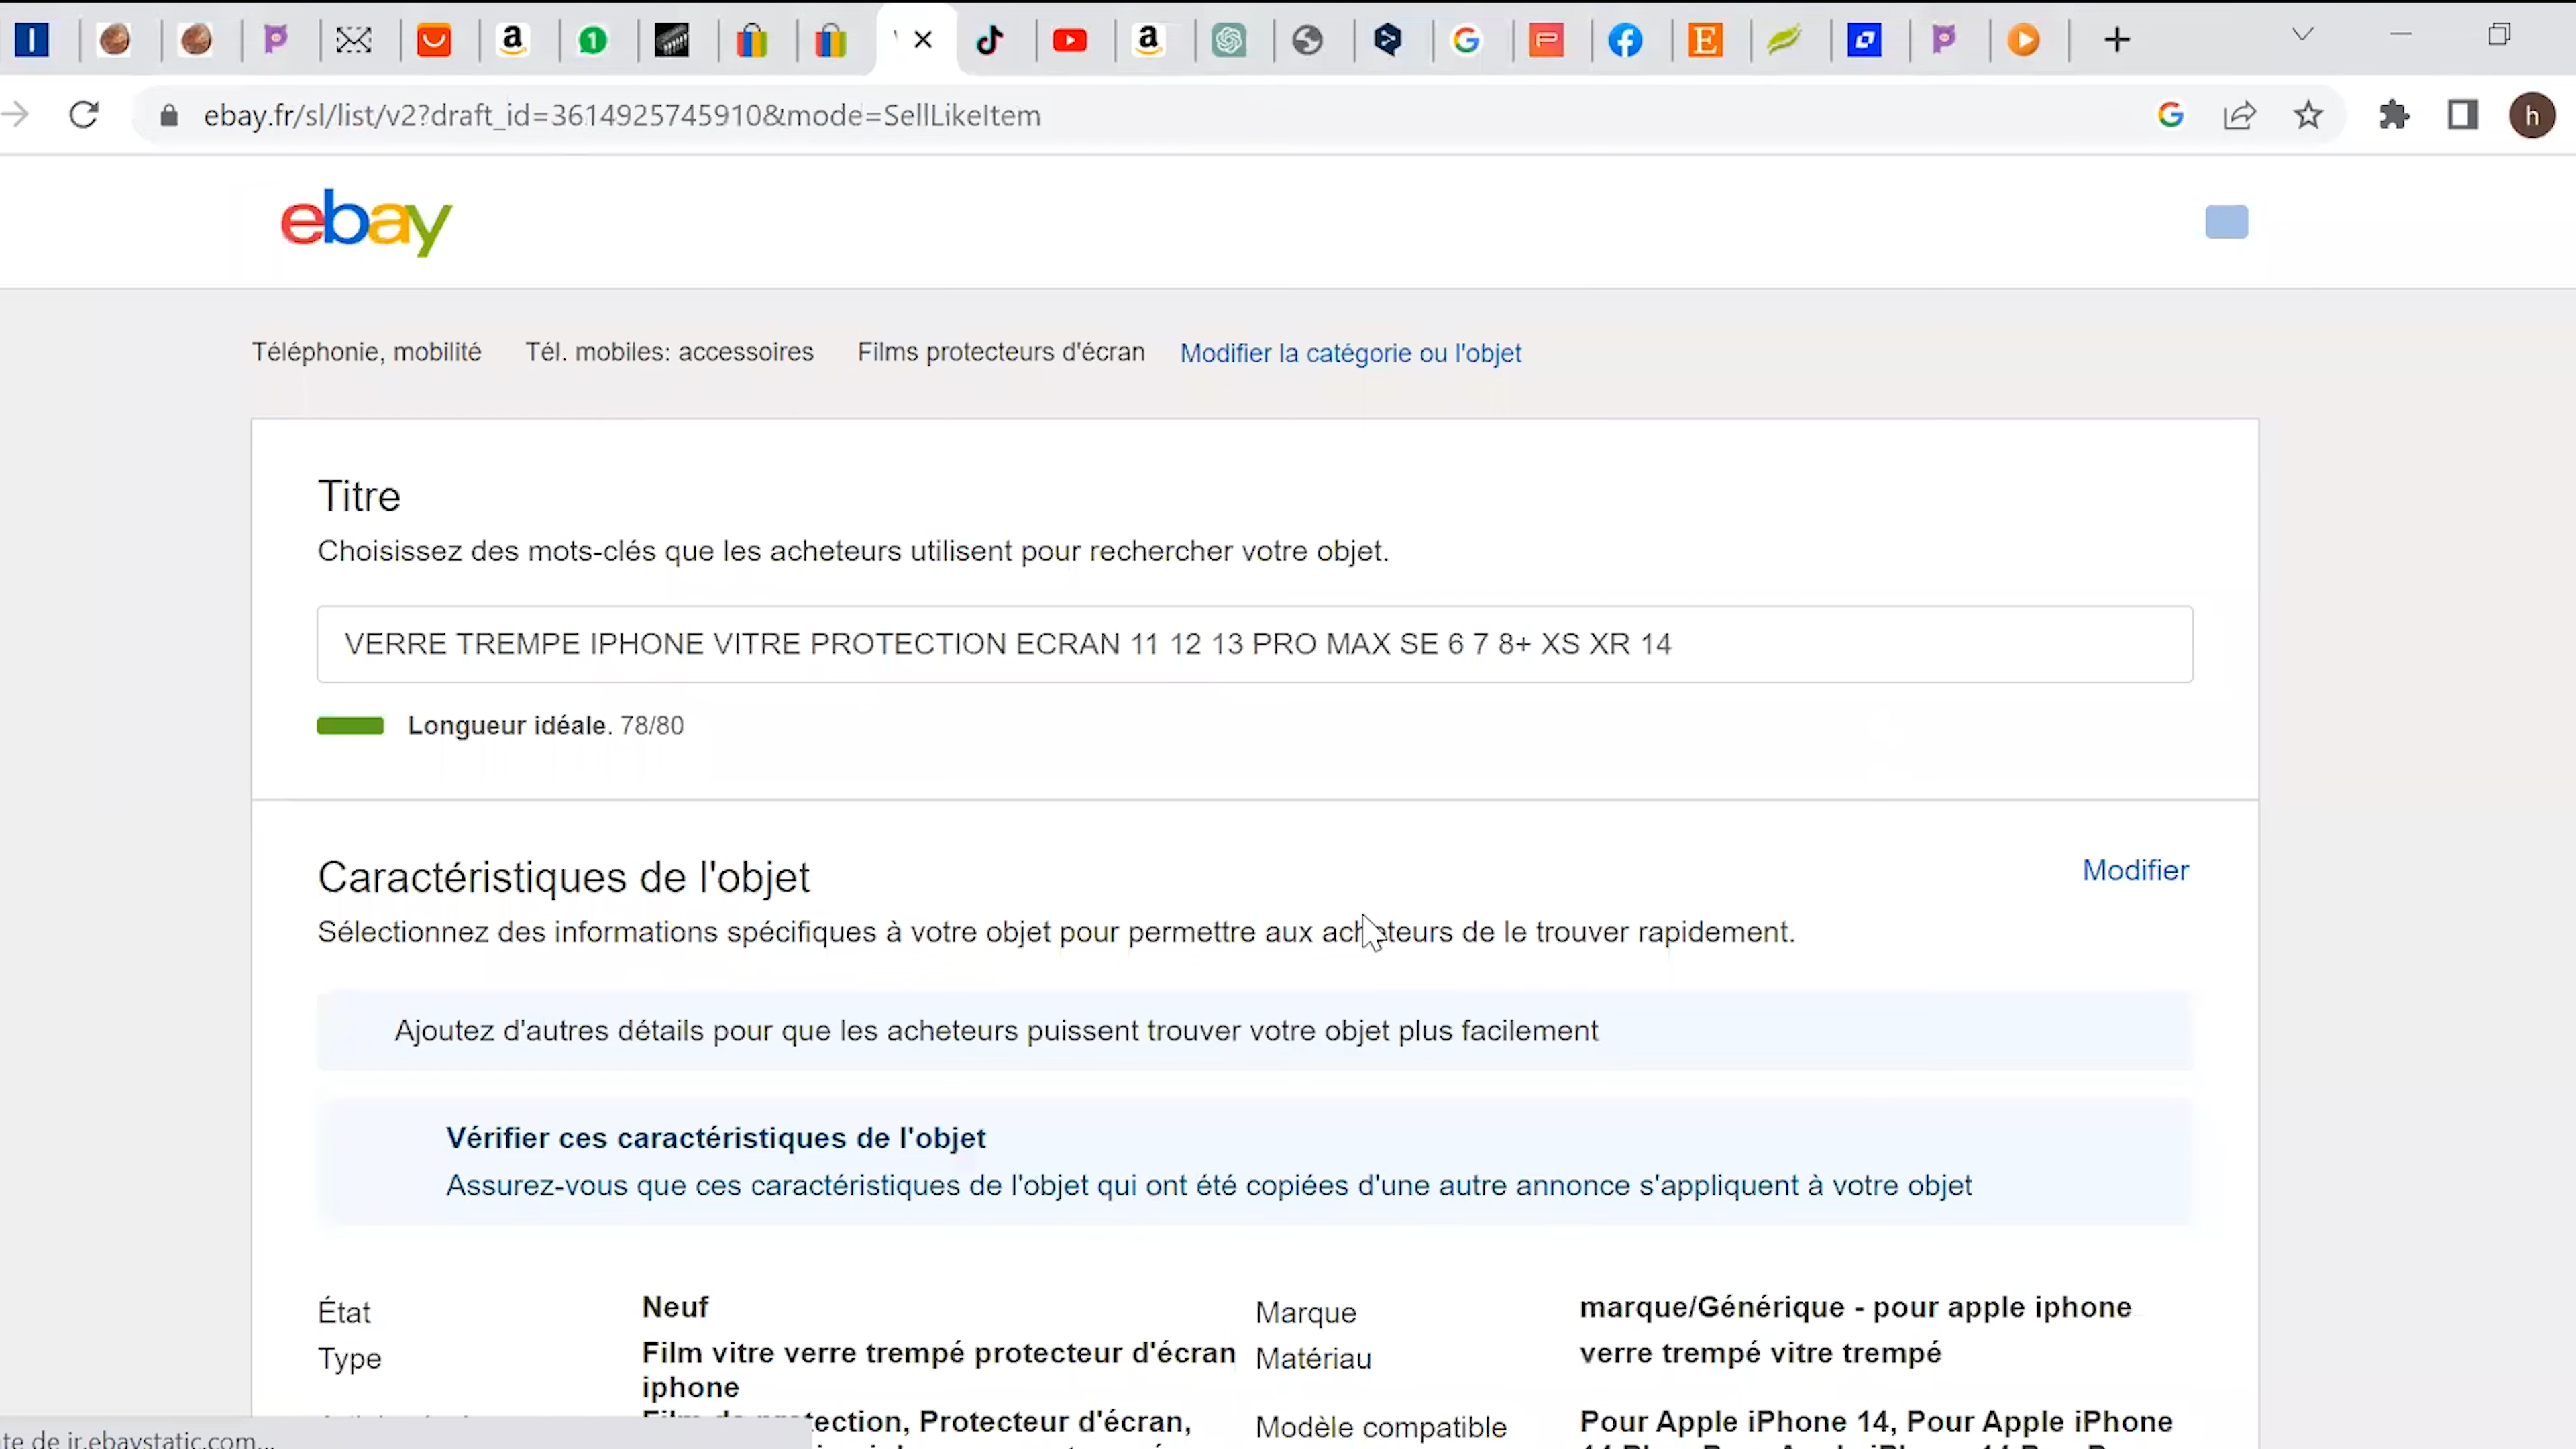 ebay.fr/sl/list/v2?draft_id=3614925745910&mode=SellLikeItem
h
ebay
Téléphonie, mobilité Tél. mobiles: accessoires Films protecteurs d'écran Modifier la catégorie ou l'objet
Titre
Choisissez des mots-clés que les acheteurs utilisent pour rechercher votre objet.
VERRE TREMPE IPHONE VITRE PROTECTION ECRAN 11 12 13 PRO MAX SE 6 7 8+ XS XR 14
Longueur idéale. 78/80
Caractéristiques de l'objet Modifier
Sélectionnez des informations spécifiques à votre objet pour permettre aux acheteurs de le trouver rapidement.
Ajoutez d'autres détails pour que les acheteurs puissent trouver votre objet plus facilement
Vérifier ces caractéristiques de l'objet
Assurez-vous que ces caractéristiques de l'objet qui ont été copiées d'une autre annonce s'appliquent à votre objet
État Neuf Marque marque/Générique - pour apple iphone
Type Film vitre verre trempé protecteur d'écran Matériau verre trempé vitre trempé
iphone
Protecteur d'écran, Modèle compatible Pour Apple iPhone 14, Pour Apple iPhone
de ir.ebaystatic.com...